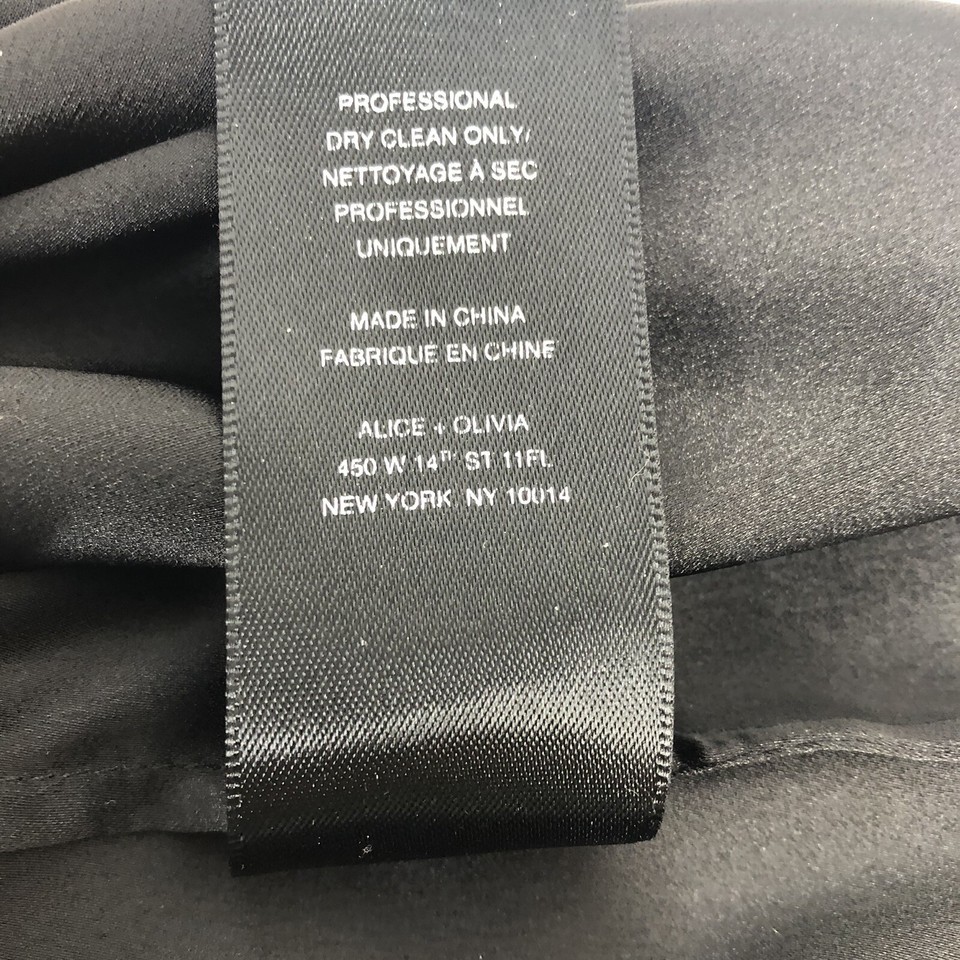 PROFESSIONAL
DRY CLEAN ONLY/
NETTOYAGE À SEC
PROFESSIONNEL
UNIQUEMENT
MADE IN CHINA
FABRIQUE EN CHINE
ALICE + OLIVIA
450 W 14TH ST 11FL
NEW YORK NY 10014